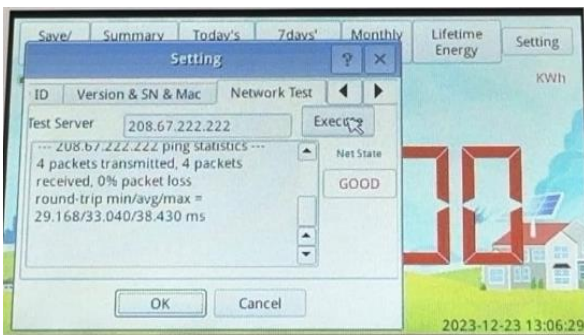 Save/
Summary
Today's
7days'
Monthly
Lifetime
Energy
Setting
Setting
?
KWh
ID
Version & SN & Mac
Network Test
Test Server
208.67.222.222
Execute
--- 208.67.222.222 ping statistics ---
4 packets transmitted, 4 packets
received, 0% packet loss
round-trip min/avg/max =
29.168/33.040/38.430 ms
Net State
GOOD
00
OK
Cancel
2023-12-23 13:06:29